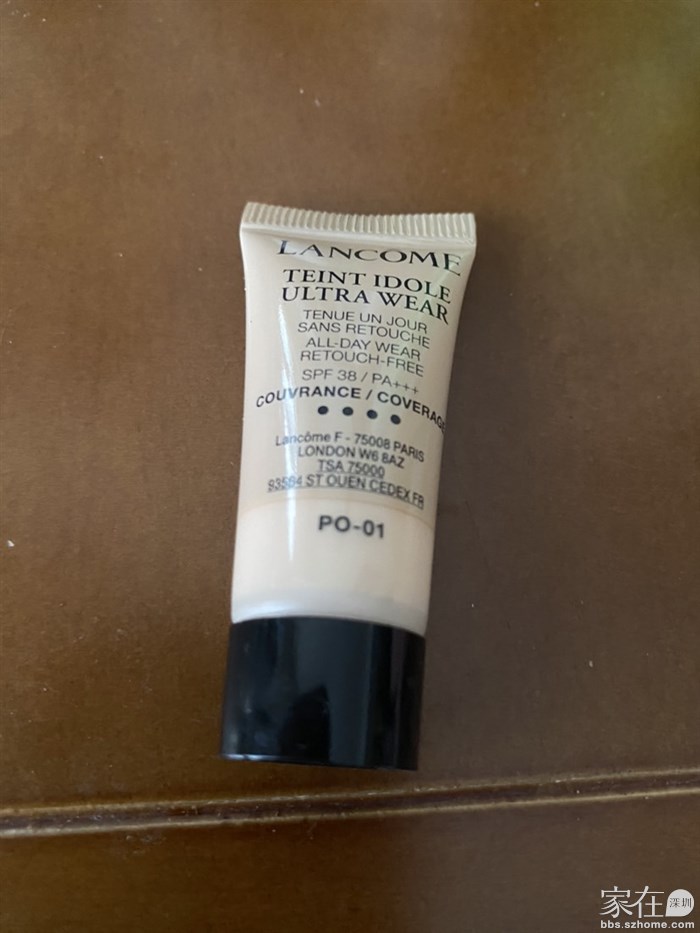 LANCOME
TEINT IDOLE
ULTRA WEAR
TENUE UN JOUR
SANS RETOUCHE
ALL-DAY WEAR
RETOUCH-FREE
SPF 38 / PA+++
COUVRANCE / COVERAGE
Lancôme F - 75008 PARIS
LONDON W6 8AZ
TSA 75000
93584 ST OUEN CEDEX FR
PO-01
家在深圳
bbs.szhome.com